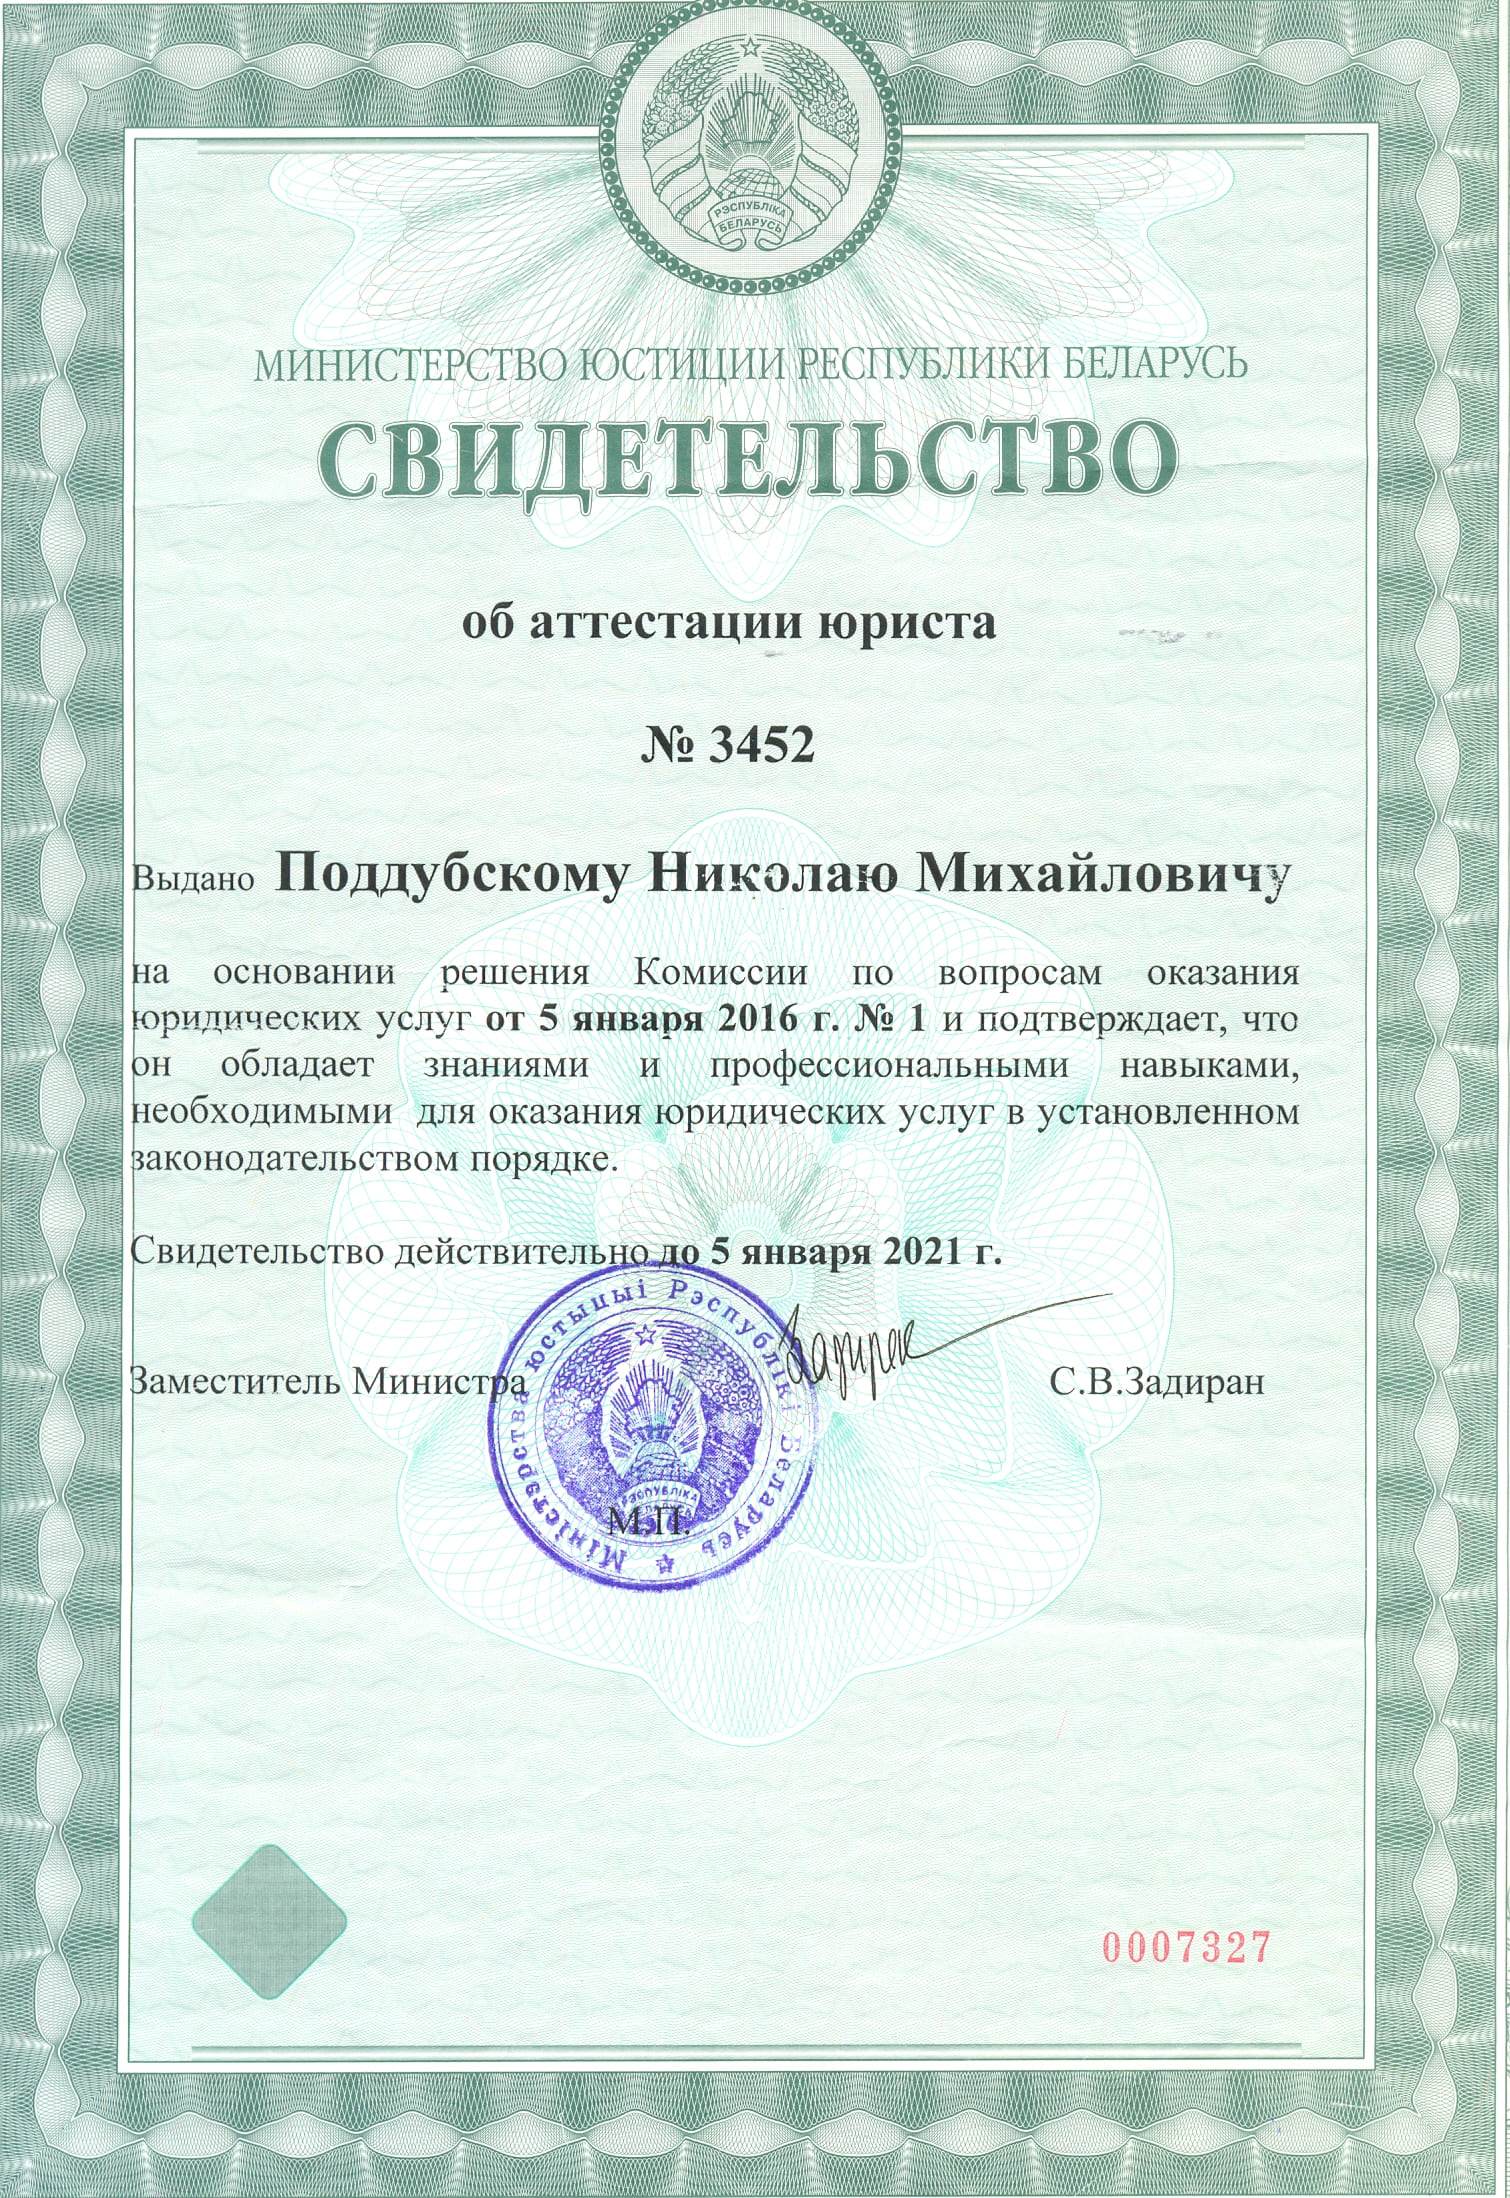 РЭСПУБЛІКА
БЕЛАРУСЬ
МИНИСТЕРСТВО ЮСТИЦИИ РЕСПУБЛИКИ БЕЛАРУСЬ
СВИДЕТЕЛЬСТВО
об аттестации юриста
№ 3452
Выдано Поддубскому Николаю Михайловичу
на основании решения Комиссии по вопросам оказания
юридических услуг от 5 января 2016 г. № 1 и подтверждает, что
он обладает знаниями и профессиональными навыками,
необходимыми для оказания юридических услуг в установленном
законодательством порядке.
Свидетельство действительно до 5 января 2021 г.
Заместитель Министра С.В.Задиран
Міністэрства юстыцыі Рэспублікі Беларусь
РЭСПУБЛІКА
БЕЛАРУСЬ
М.П.
0007327